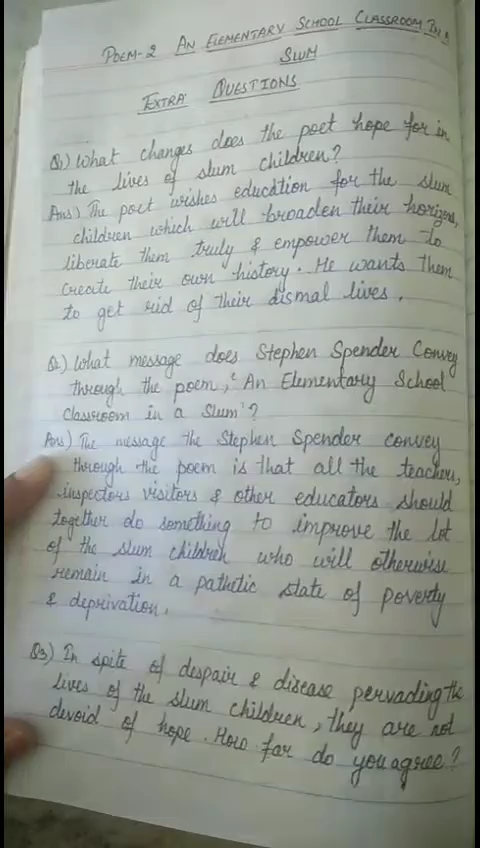 POEM-2 AN ELEMENTARY SCHOOL CLASSROOM IN A
SLUM
EXTRA QUESTIONS
Q1) What changes does the poet hope for in
the lives of slum children?
Ans) The poet wishes education for the slum
children which will broaden their horizons,
liberate them truly & empower them to
create their own history. He wants them
to get rid of their dismal lives.
Q2) What message does Stephen Spender Convey
through the poem, 'An Elementary School
Classroom in a Slum'?
Ans) The message the Stephen Spender convey
through the poem is that all the teachers,
inspectors visitors & other educators should
together do something to improve the lot
of the slum children who will otherwise
remain in a pathetic state of poverty
& deprivation.
Q3) In spite of despair & disease pervading the
lives of the slum children, they are not
devoid of hope. How far do you agree?